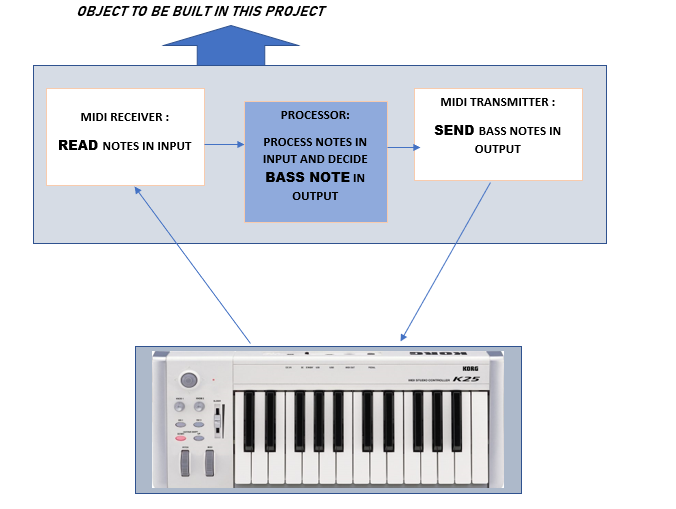 OBJECT TO BE BUILT IN THIS PROJECT
MIDI RECEIVER :
READ NOTES IN INPUT
PROCESSOR:
PROCESS NOTES IN
INPUT AND DECIDE
BASS NOTE IN
OUTPUT
MIDI TRANSMITTER :
SEND BASS NOTES IN
OUTPUT
KORG
KORG
K25